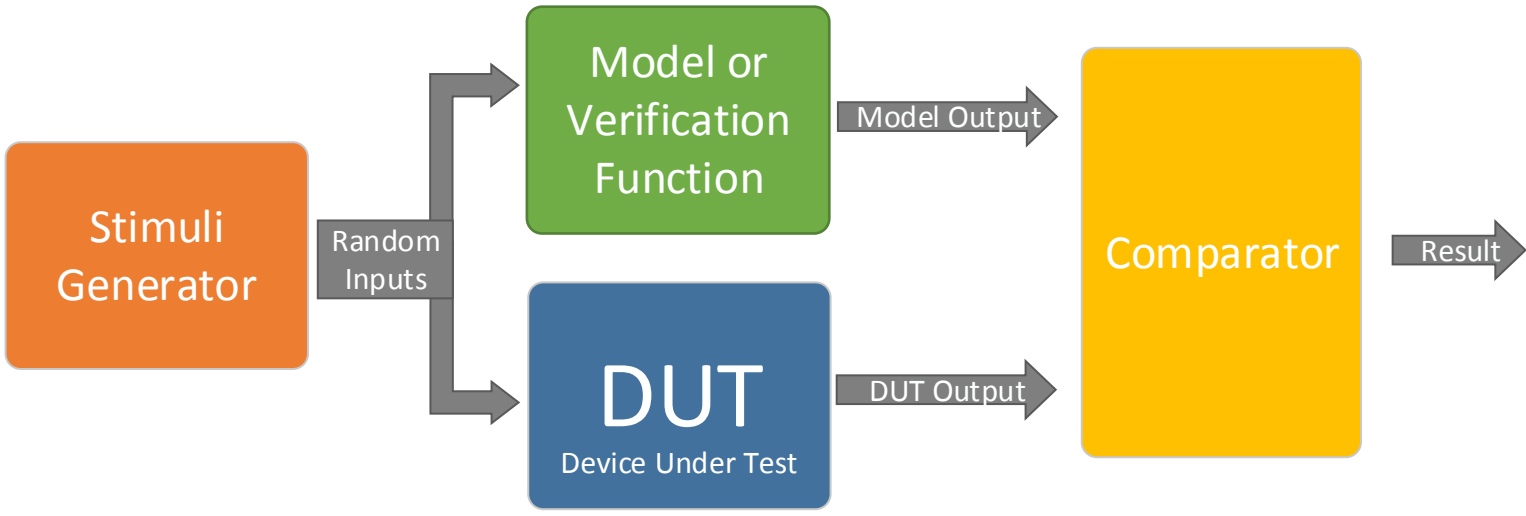 Stimuli
Generator
Random
Inputs
Model or
Verification
Function
Model Output
DUT
Device Under Test
DUT Output
Comparator
Result